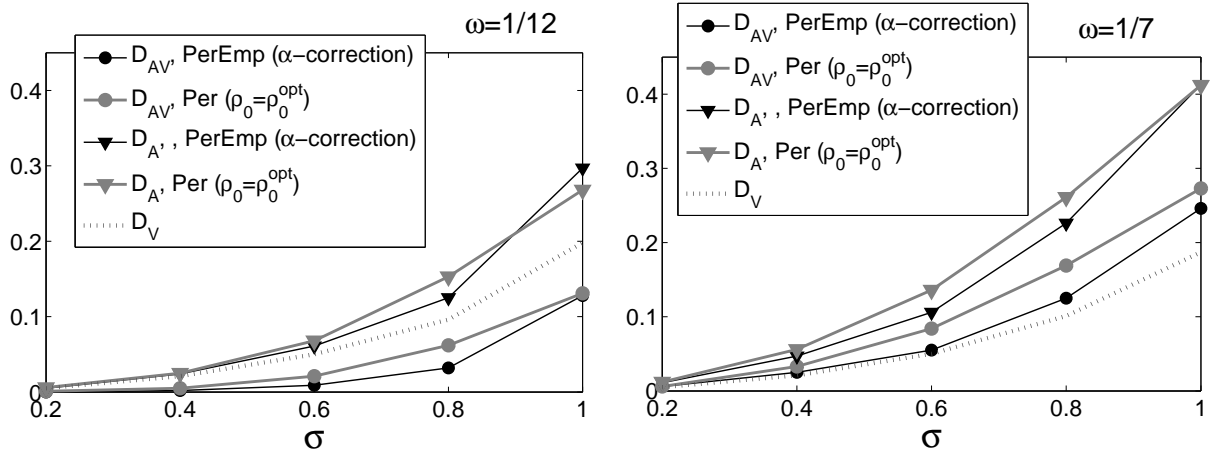 ω=1/12
D_AV, PerEmp (α−correction)
D_AV, Per (ρ_0=ρ_0^opt)
D_A, , PerEmp (α−correction)
D_A, Per (ρ_0=ρ_0^opt)
D_V
0.4
0.3
0.2
0.1
0
0.2 0.4 0.6 0.8 1
σ
ω=1/7
D_AV, PerEmp (α−correction)
D_AV, Per (ρ_0=ρ_0^opt)
D_A, , PerEmp (α−correction)
D_A, Per (ρ_0=ρ_0^opt)
D_V
0.4
0.3
0.2
0.1
0
0.2 0.4 0.6 0.8 1
σ